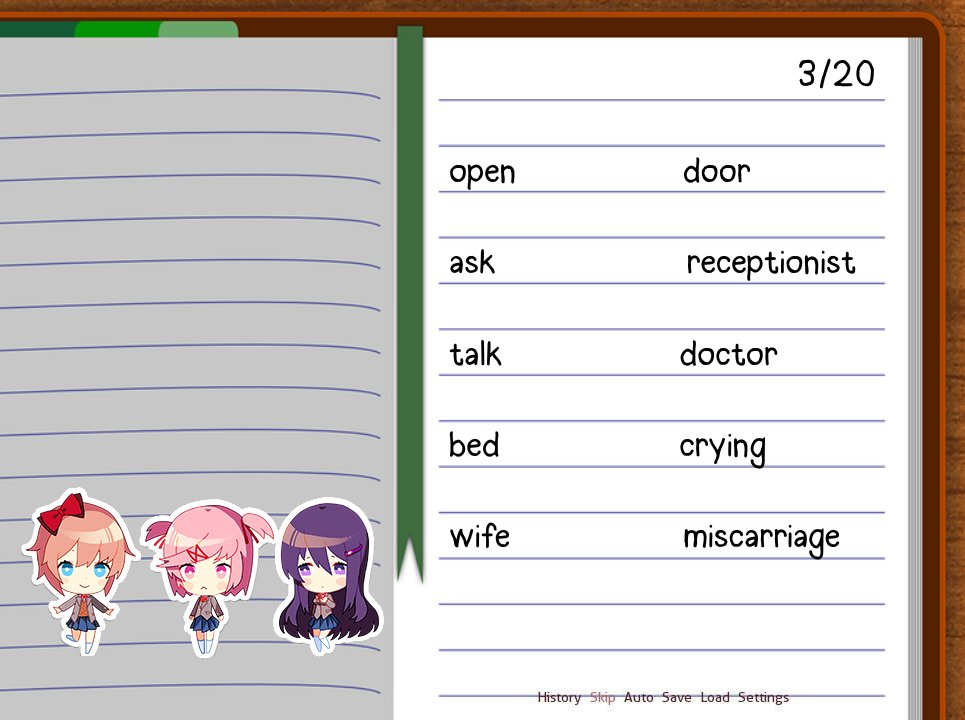 3/20
open door
ask receptionist
talk doctor
bed crying
wife miscarriage
History Skip Auto Save Load Settings